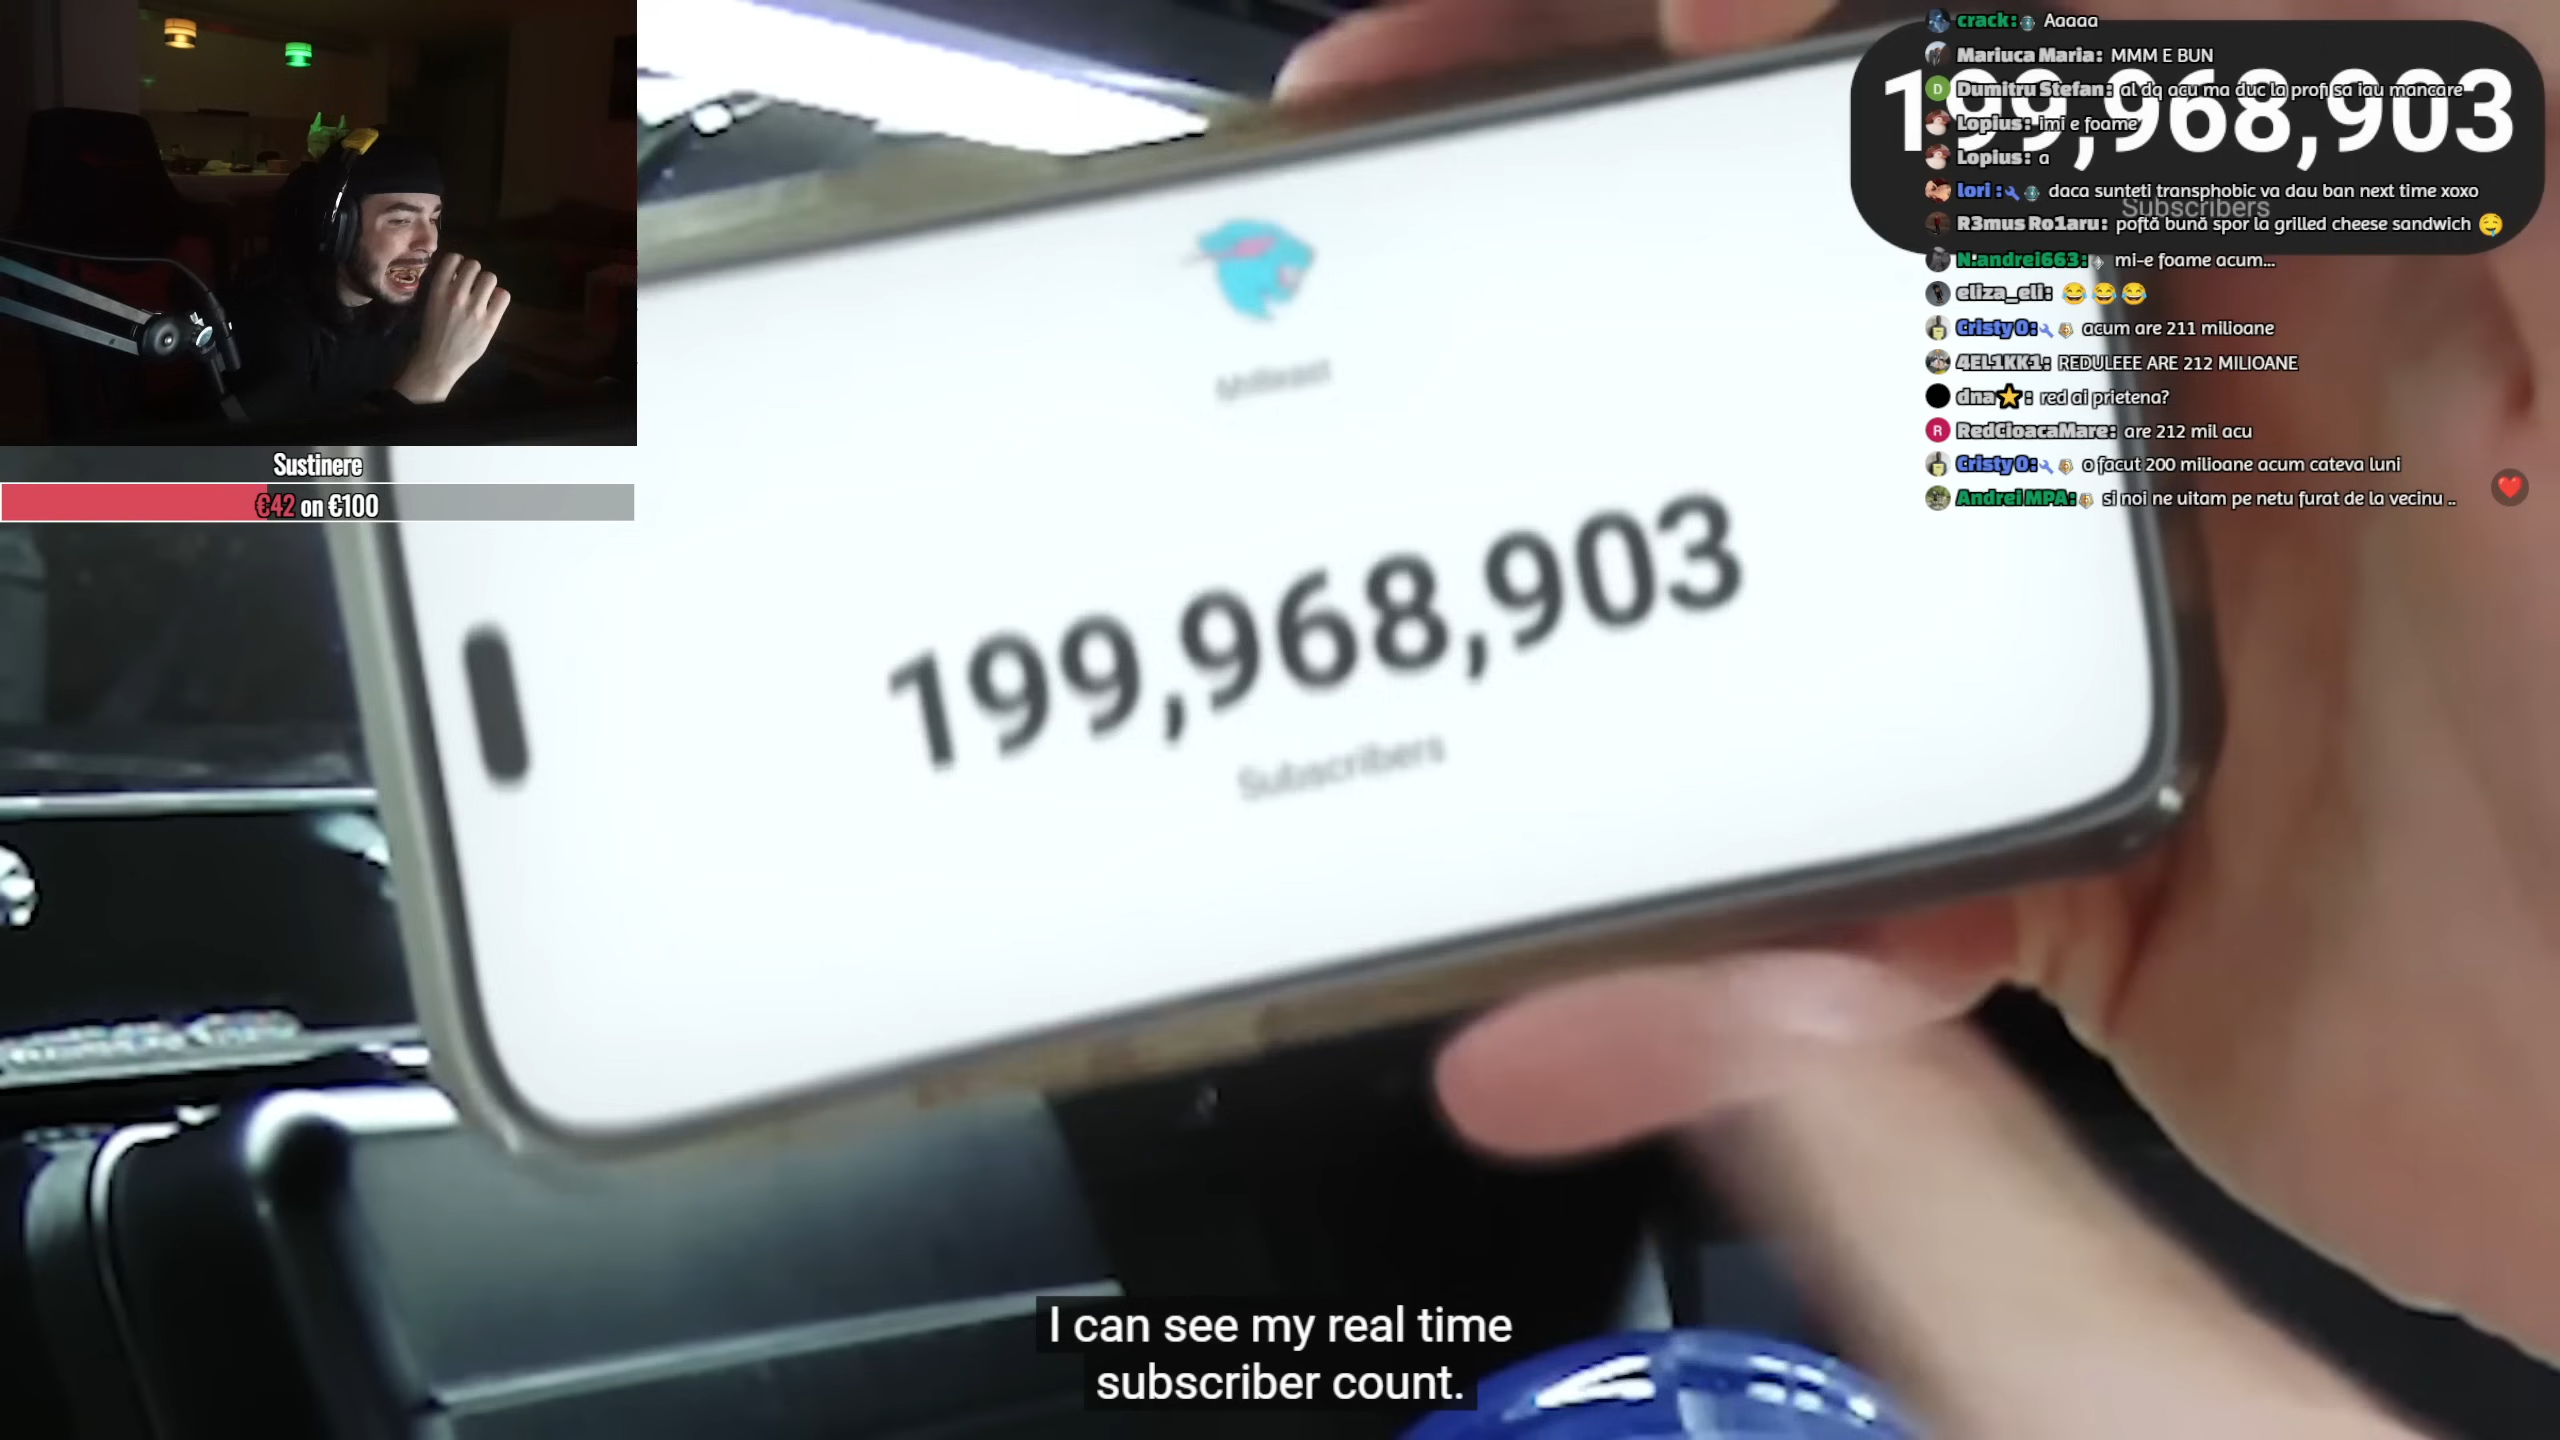 crack: Aaaaa
Mariuca Maria: MMM E BUN
Dumitru Stefan: al dq acu ma duc la profi sa iau mancare
199,968,903
Lopius: imi e foame
Lopius: a
lori : daca sunteti transphobic va dau ban next time xoxo
Subscribers
R3mus Ro1aru: poftă bună spor la grilled cheese sandwich 🤤
N.andrei663: mi-e foame acum...
eliza_eli: 😂😂😂
Cristy0: acum are 211 milioane
4EL1KK1: REDULEEE ARE 212 MILIOANE
dna⭐: red ai prietena?
R RedCioacaMare: are 212 mil acu
Cristy0: o facut 200 milioane acum cateva luni
Andrei MPA: si noi ne uitam pe netu furat de la vecinu ..
Sustinere
€42 on €100
MrBeast
199,968,903
Subscribers
I can see my real time
subscriber count.